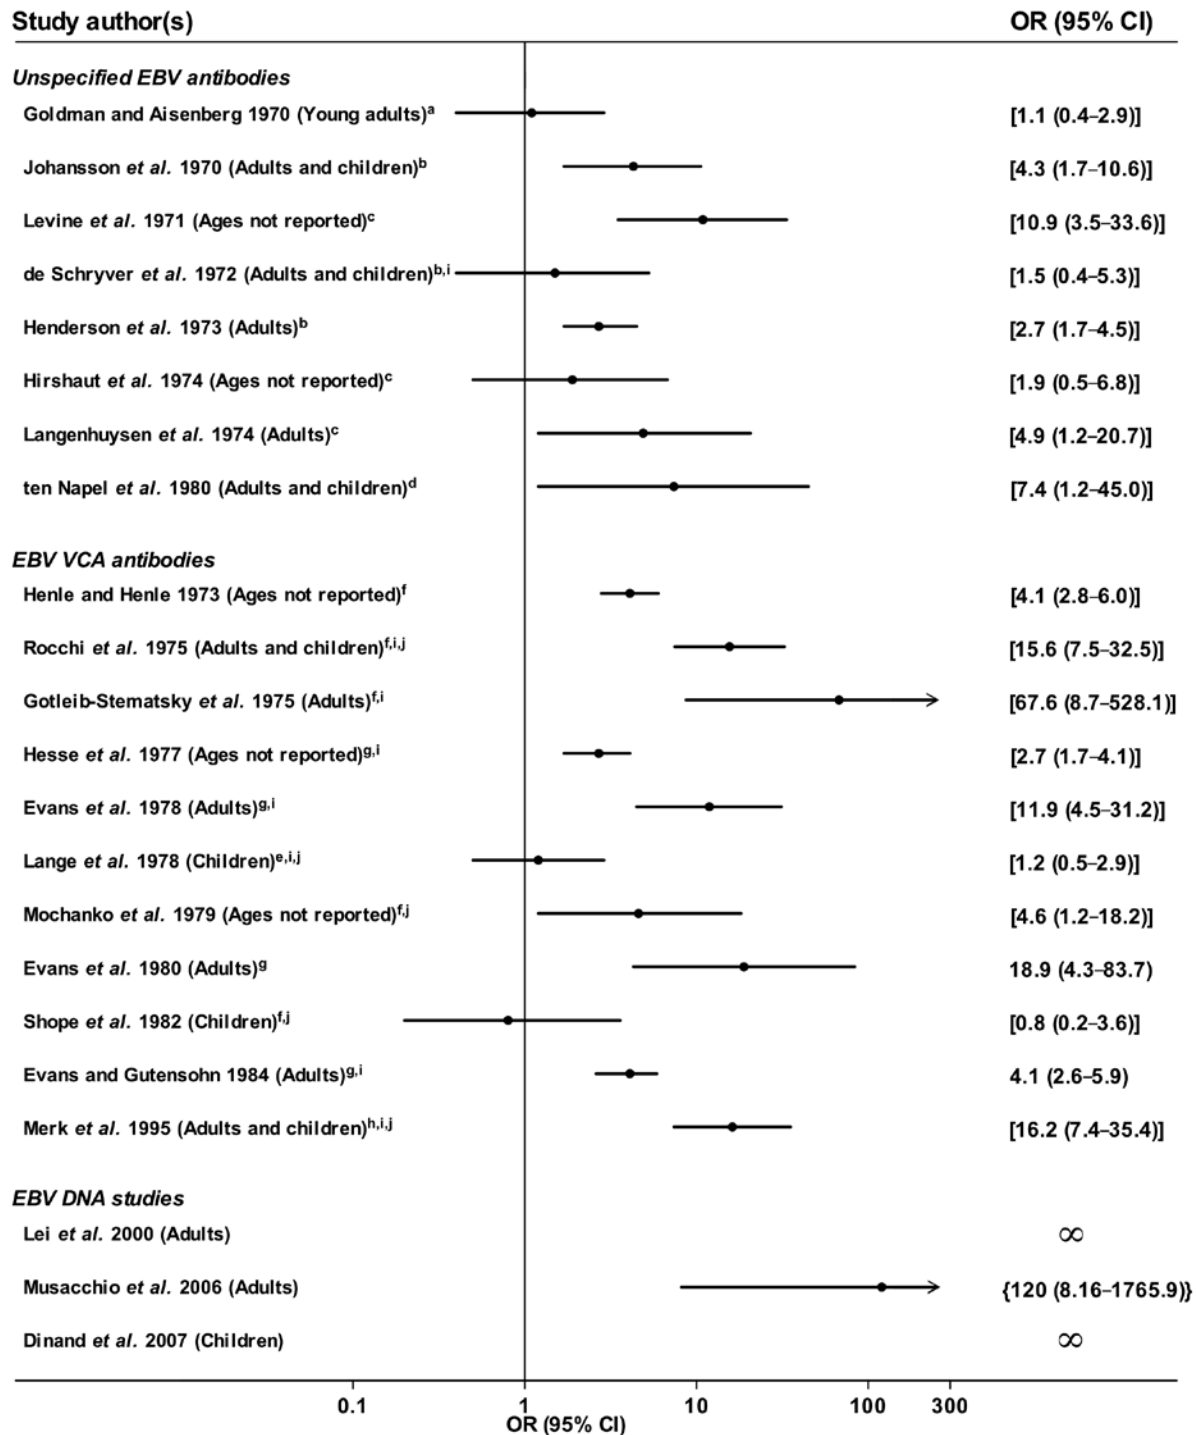 Study author(s) OR (95% CI)
Unspecified EBV antibodies
Goldman and Aisenberg 1970 (Young adults)a [1.1 (0.4–2.9)]
Johansson et al. 1970 (Adults and children)b [4.3 (1.7–10.6)]
Levine et al. 1971 (Ages not reported)c [10.9 (3.5–33.6)]
de Schryver et al. 1972 (Adults and children)b,i [1.5 (0.4–5.3)]
Henderson et al. 1973 (Adults)b [2.7 (1.7–4.5)]
Hirshaut et al. 1974 (Ages not reported)c [1.9 (0.5–6.8)]
Langenhuysen et al. 1974 (Adults)c [4.9 (1.2–20.7)]
ten Napel et al. 1980 (Adults and children)d [7.4 (1.2–45.0)]
EBV VCA antibodies
Henle and Henle 1973 (Ages not reported)f [4.1 (2.8–6.0)]
Rocchi et al. 1975 (Adults and children)f,i,j [15.6 (7.5–32.5)]
Gotleib-Stematsky et al. 1975 (Adults)f,i [67.6 (8.7–528.1)]
Hesse et al. 1977 (Ages not reported)g,i [2.7 (1.7–4.1)]
Evans et al. 1978 (Adults)g,i [11.9 (4.5–31.2)]
Lange et al. 1978 (Children)e,i,j [1.2 (0.5–2.9)]
Mochanko et al. 1979 (Ages not reported)f,j [4.6 (1.2–18.2)]
Evans et al. 1980 (Adults)g 18.9 (4.3–83.7)
Shope et al. 1982 (Children)f,j [0.8 (0.2–3.6)]
Evans and Gutensohn 1984 (Adults)g,i 4.1 (2.6–5.9)
Merk et al. 1995 (Adults and children)h,i,j [16.2 (7.4–35.4)]
EBV DNA studies
Lei et al. 2000 (Adults) ∞
Musacchio et al. 2006 (Adults) {120 (8.16–1765.9)}
Dinand et al. 2007 (Children) ∞
0.1 1 10 100 300
OR (95% CI)